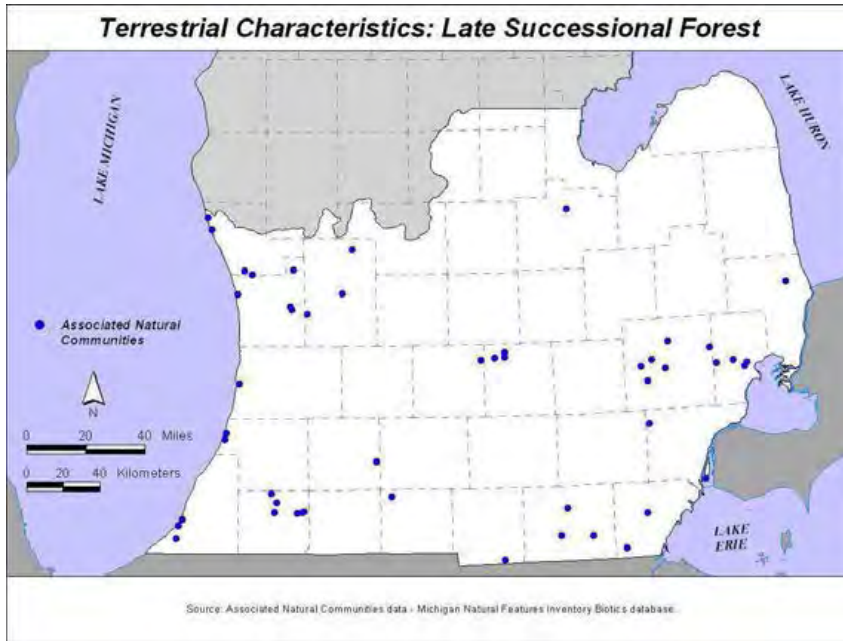 Terrestrial Characteristics: Late Successional Forest
LAKE MICHIGAN
LAKE HURON
Associated Natural
Communities
N
0 20 40 Miles
0 20 40 Kilometers
LAKE
ERIE
Source: Associated Natural Communities data - Michigan Natural Features Inventory Biotics database.